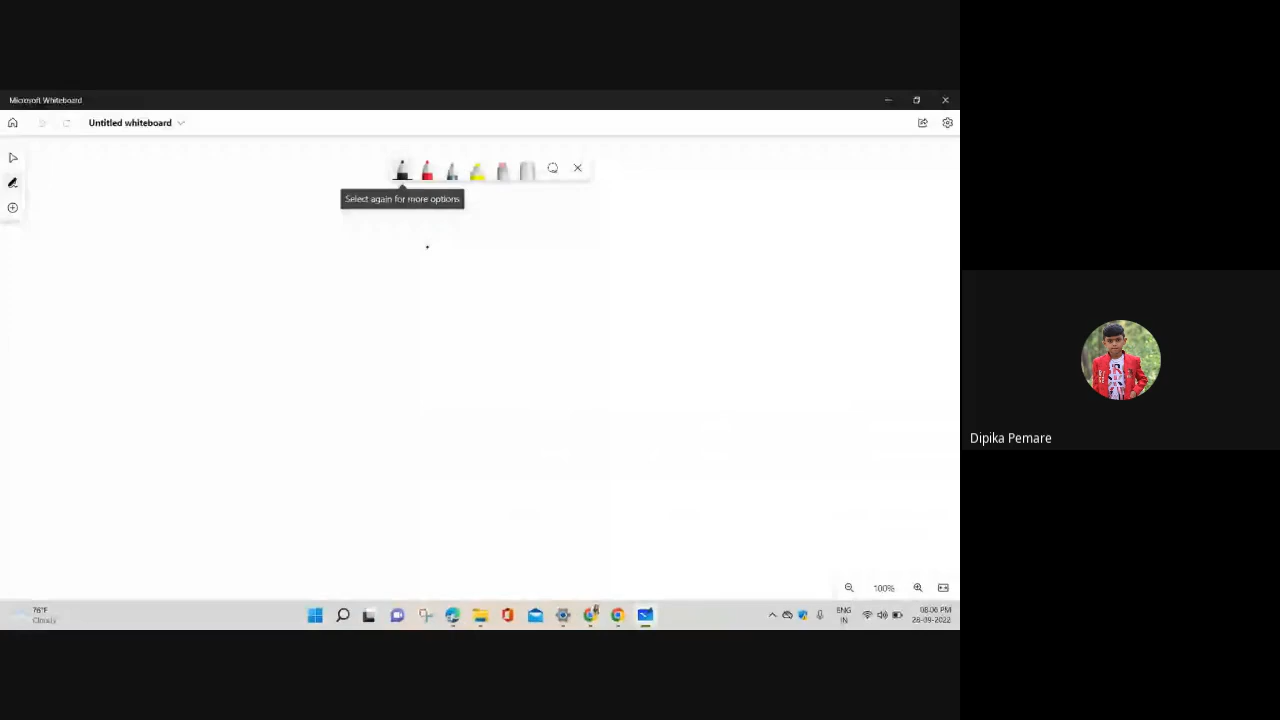 Microsoft Whiteboard
Untitled whiteboard
Select again for more options
Dipika Pemare
100%
76°F
Cloudy
ENG
IN
08:06 PM
28-09-2022